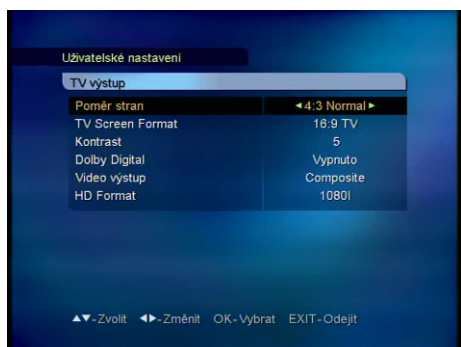 Uživatelské nastavení
TV výstup
Poměr stran ◄4:3 Normal►
TV Screen Format 16:9 TV
Kontrast 5
Dolby Digital Vypnuto
Video výstup Composite
HD Format 1080I
▲▼-Zvolit ◄►-Změnit OK-Vybrat EXIT-Odejít